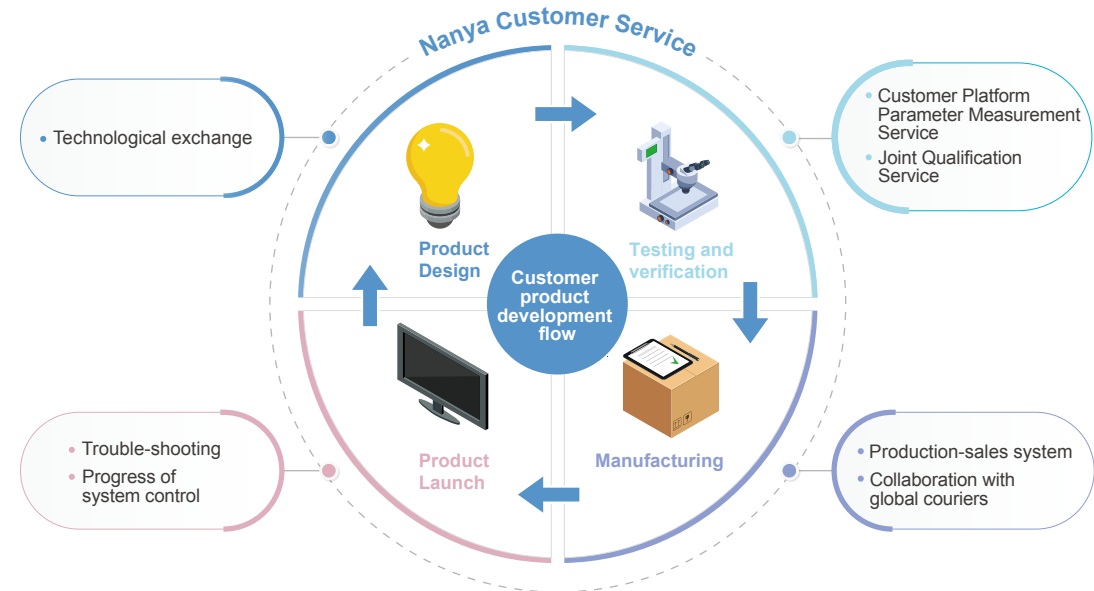 Nanya Customer Service
Technological exchange
Customer Platform
Parameter Measurement
Service
Joint Qualification
Service
Product
Design
Testing and
verification
Customer
product
development
flow
Product
Launch
Manufacturing
Trouble-shooting
Progress of
system control
Production-sales system
Collaboration with
global couriers